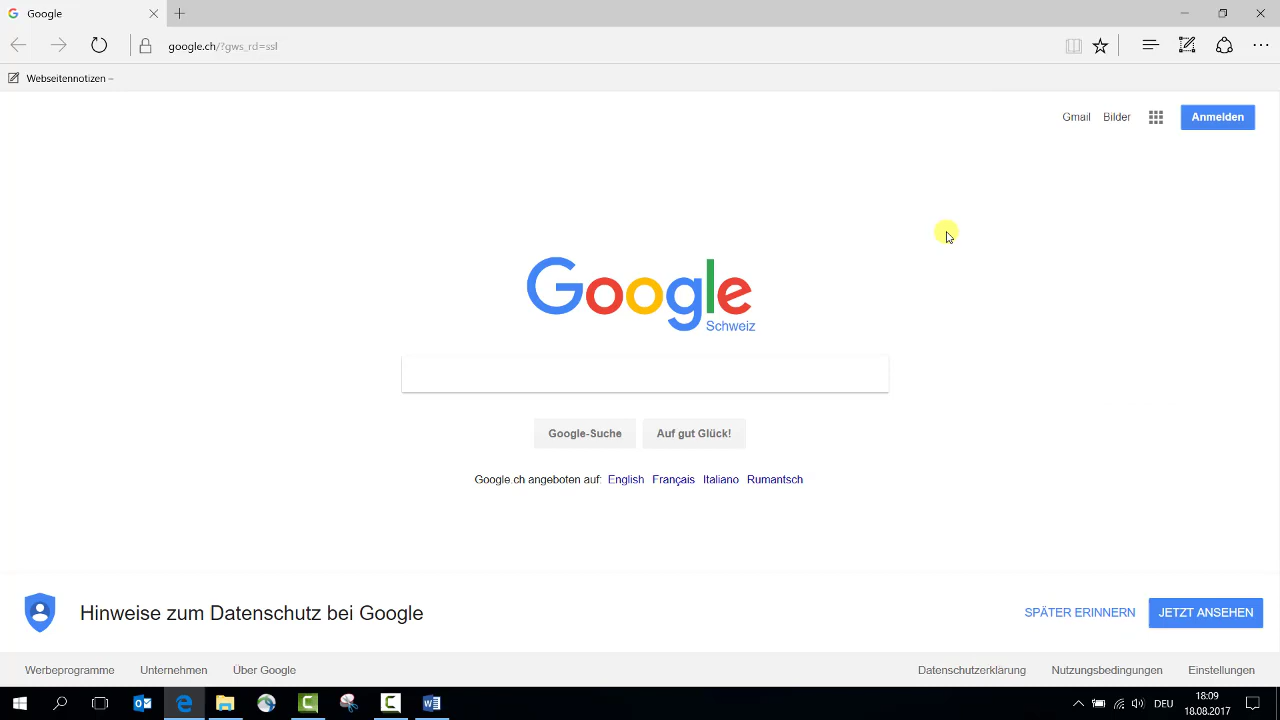 Google
google.ch/?gws_rd=ssl
Webseitennotizen –
Gmail Bilder Anmelden
Google
Schweiz
Google-Suche Auf gut Glück!
Google.ch angeboten auf: English Français Italiano Rumantsch
Hinweise zum Datenschutz bei Google SPÄTER ERINNERN JETZT ANSEHEN
Werbeprogramme Unternehmen Über Google Datenschutzerklärung Nutzungsbedingungen Einstellungen
DEU 18:09
18.08.2017